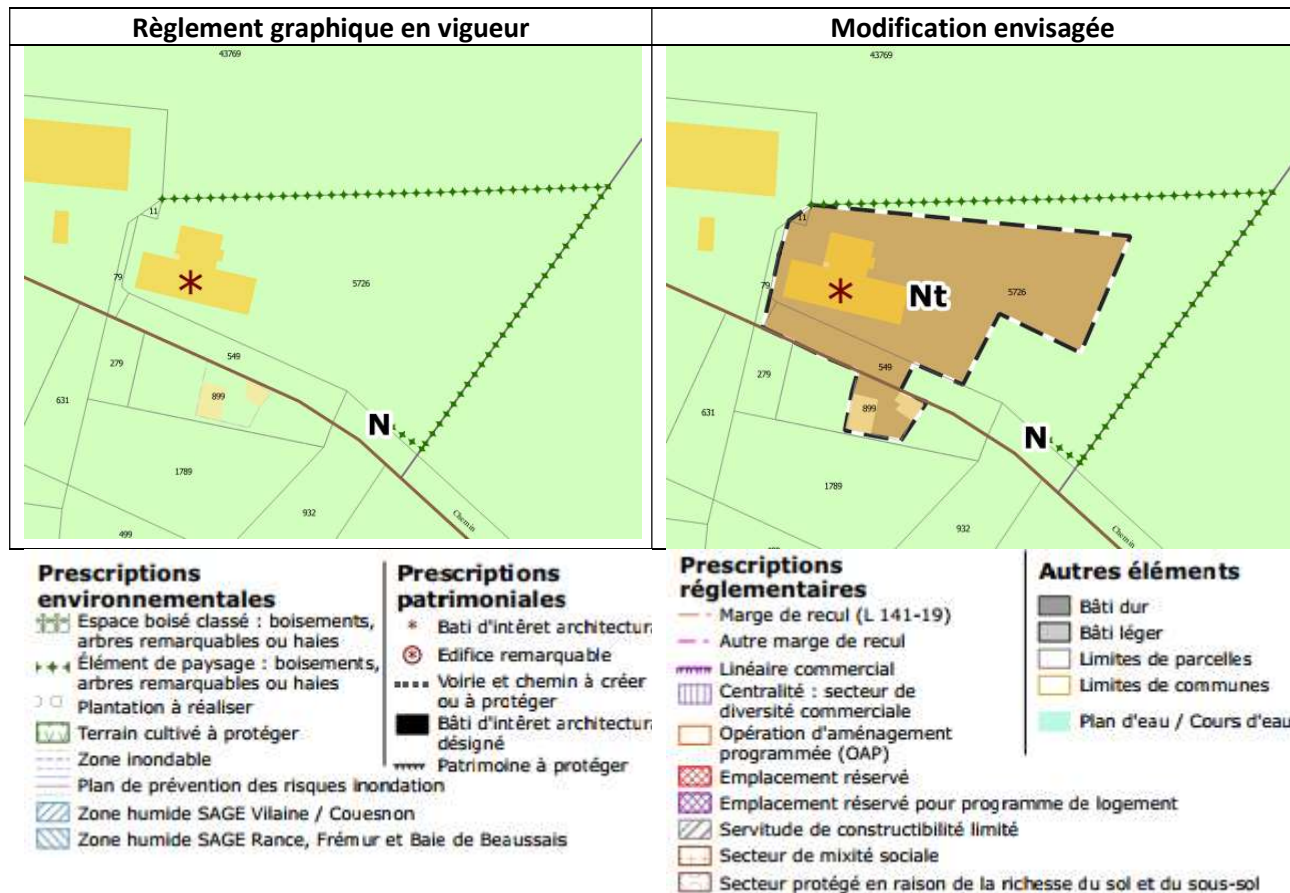 Règlement graphique en vigueur
Modification envisagée
43769
11
79
5726
549
279
631
899
N
1789
932
499
Chemin
43769
11
79
Nt
5726
549
279
631
899
N
1789
932
Chemin
Prescriptions
environnementales
Espace boisé classé : boisements,
arbres remarquables ou haies
Élément de paysage : boisements,
arbres remarquables ou haies
Plantation à réaliser
Terrain cultivé à protéger
Zone inondable
Plan de prévention des risques inondation
Zone humide SAGE Vilaine / Couesnon
Zone humide SAGE Rance, Frémur et Baie de Beaussais
Prescriptions
patrimoniales
Bati d'intêret architectura
Edifice remarquable
Voirie et chemin à créer
ou à protéger
Bâti d'intêret architectura
désigné
Patrimoine à protéger
Prescriptions
réglementaires
Marge de recul (L 141-19)
Autre marge de recul
Linéaire commercial
Centralité : secteur de
diversité commerciale
Opération d'aménagement
programmée (OAP)
Emplacement réservé
Emplacement réservé pour programme de logement
Servitude de constructibilité limité
Secteur de mixité sociale
Secteur protégé en raison de la richesse du sol et du sous-sol
Autres éléments
Bâti dur
Bâti léger
Limites de parcelles
Limites de communes
Plan d'eau / Cours d'eau